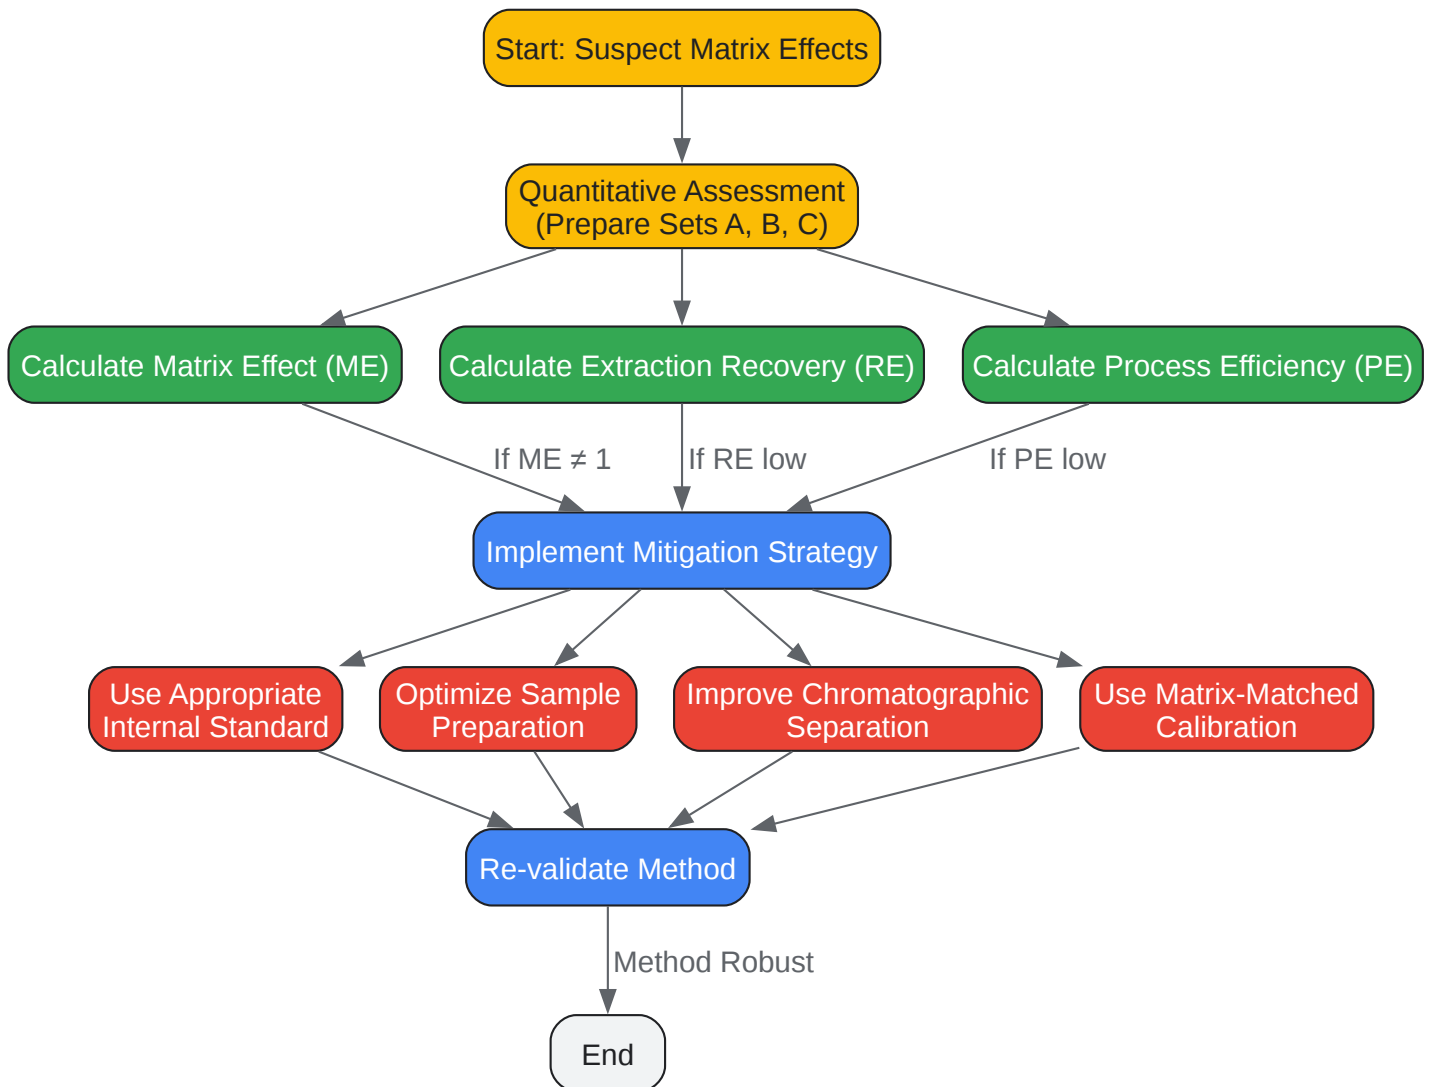 Start: Suspect Matrix Effects
Quantitative Assessment
(Prepare Sets A, B, C)
Calculate Matrix Effect (ME)
Calculate Extraction Recovery (RE)
Calculate Process Efficiency (PE)
If ME ≠ 1
If RE low
If PE low
Implement Mitigation Strategy
Use Appropriate
Internal Standard
Optimize Sample
Preparation
Improve Chromatographic
Separation
Use Matrix-Matched
Calibration
Re-validate Method
Method Robust
End